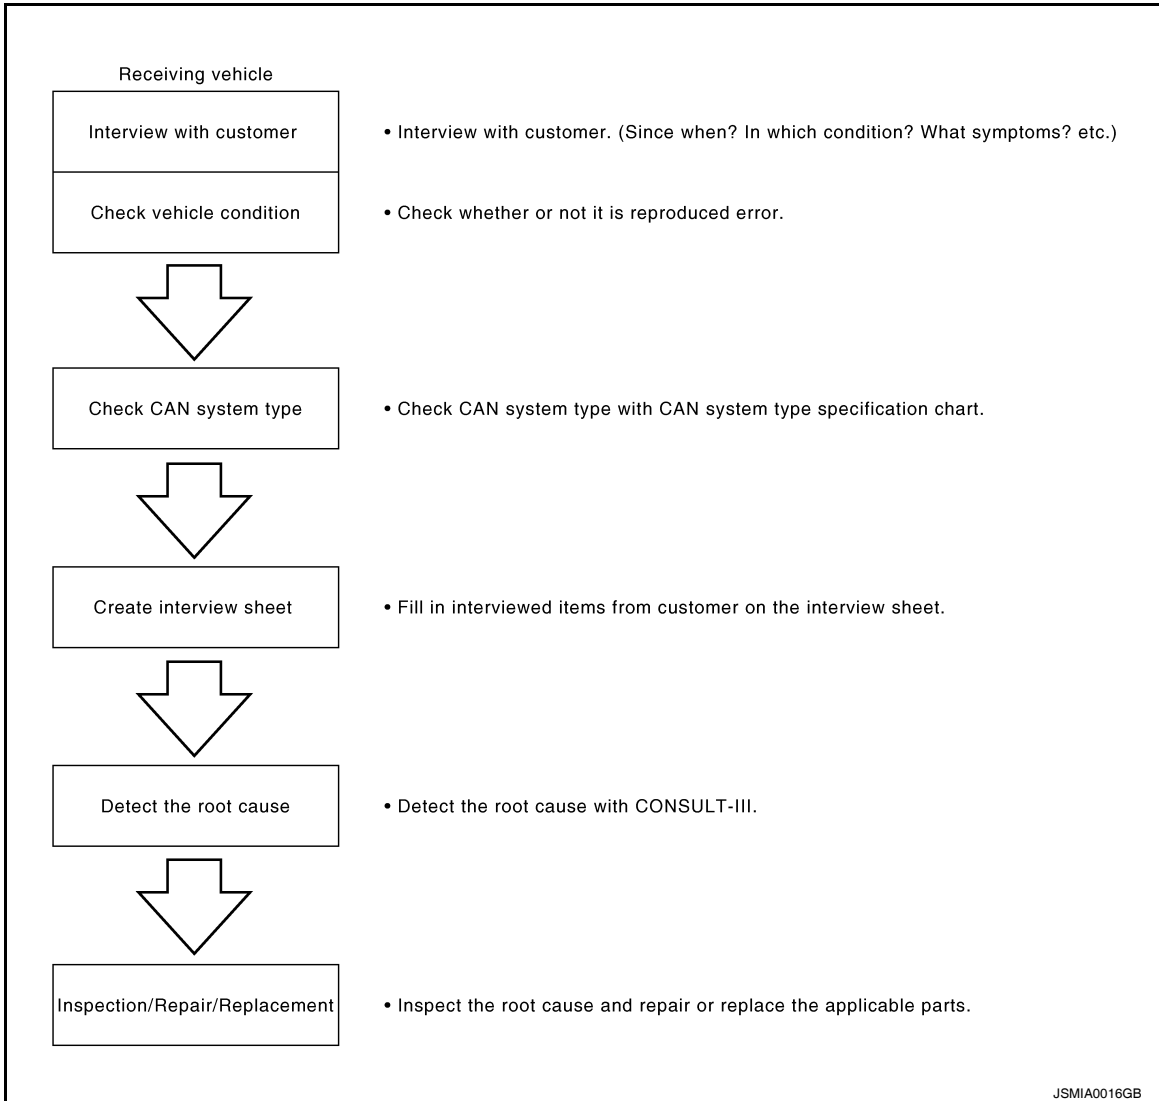 Receiving vehicle
Interview with customer
• Interview with customer. (Since when? In which condition? What symptoms? etc.)
Check vehicle condition
• Check whether or not it is reproduced error.
Check CAN system type
• Check CAN system type with CAN system type specification chart.
Create interview sheet
• Fill in interviewed items from customer on the interview sheet.
Detect the root cause
• Detect the root cause with CONSULT-III.
Inspection/Repair/Replacement
• Inspect the root cause and repair or replace the applicable parts.
JSMIA0016GB